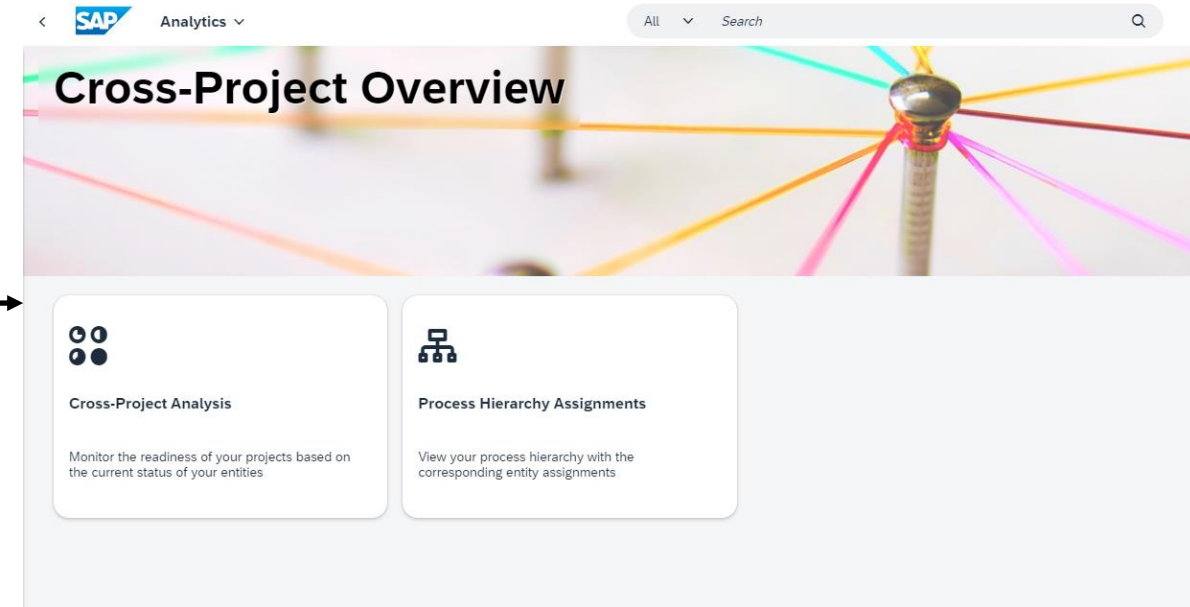 SAP Analytics
All Search
Cross-Project Overview
Cross-Project Analysis
Monitor the readiness of your projects based on
the current status of your entities
Process Hierarchy Assignments
View your process hierarchy with the
corresponding entity assignments